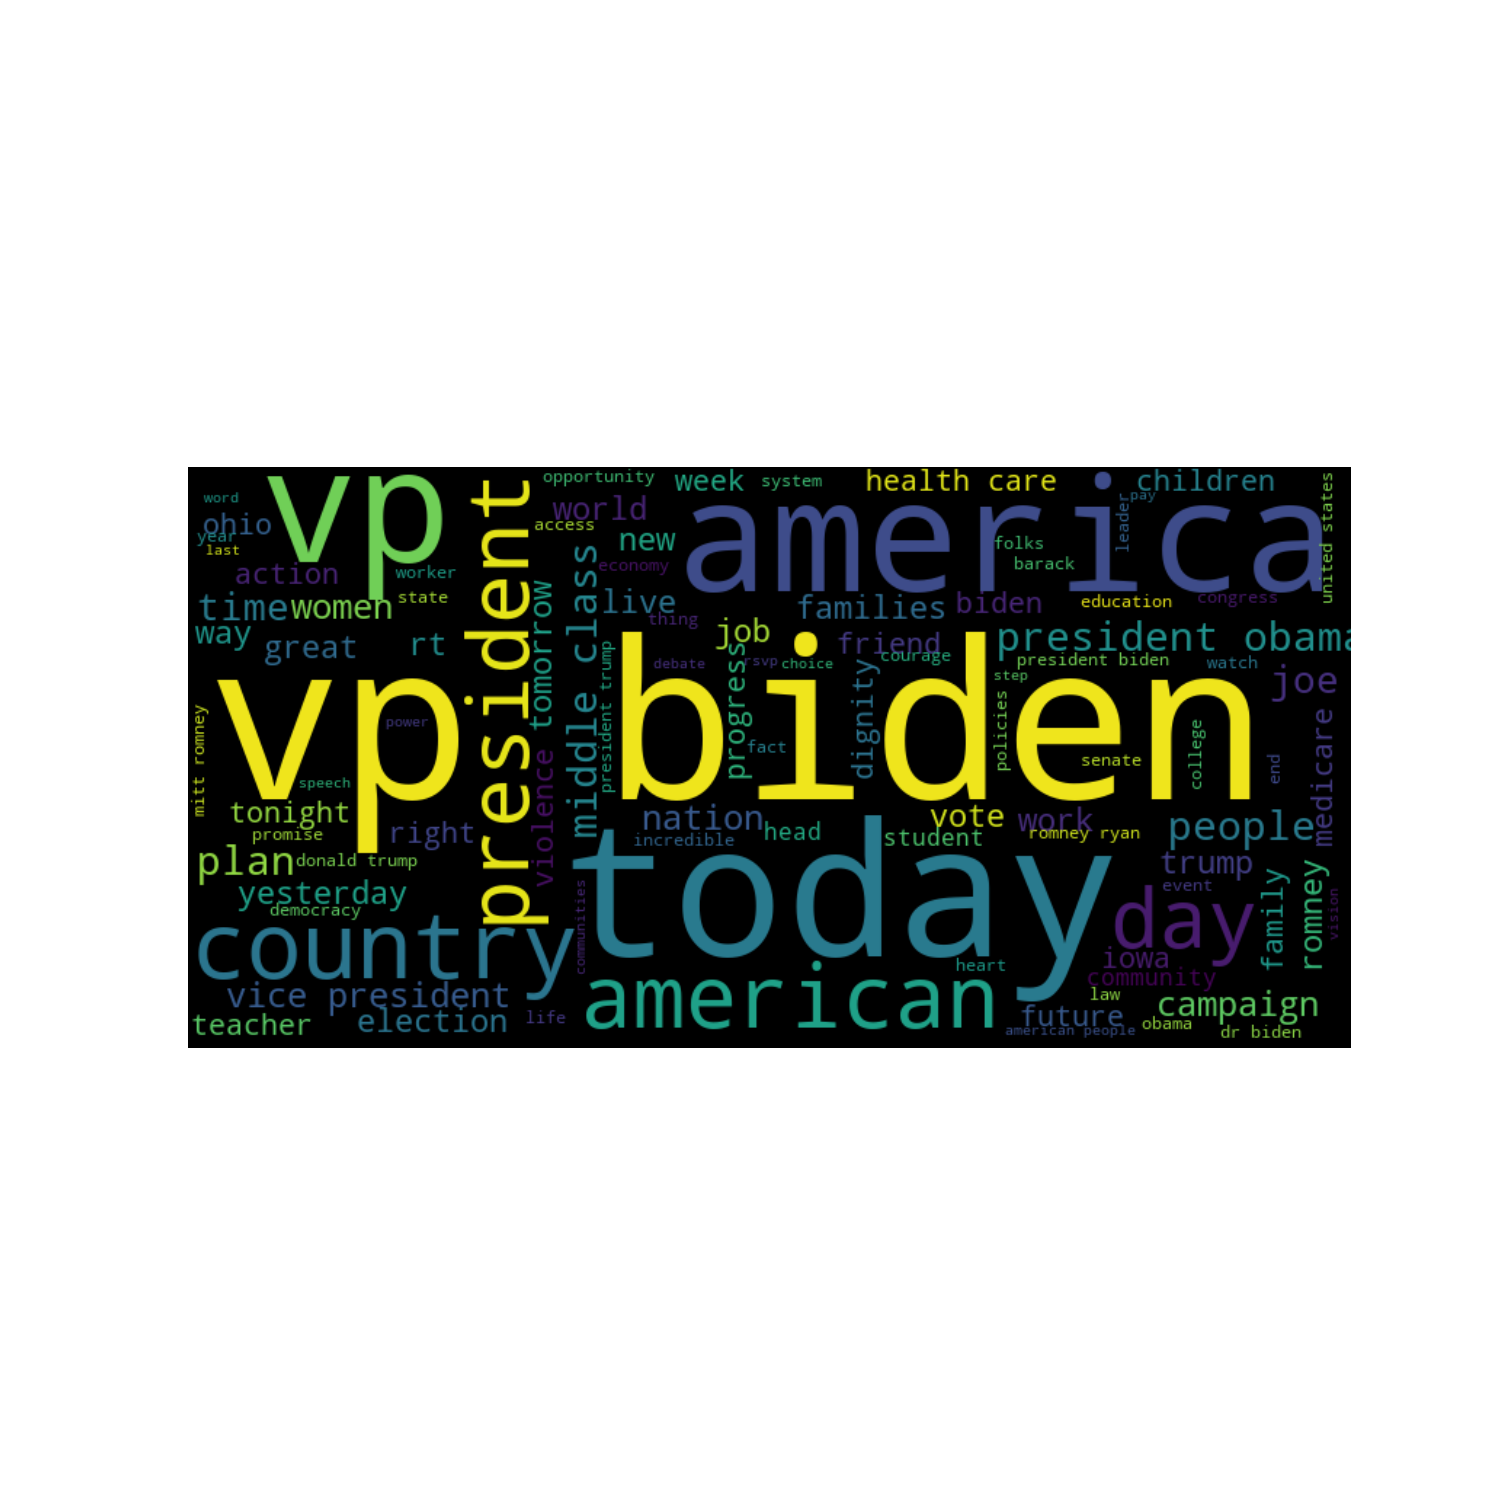 vp
america
president
opportunity
week
system
health care
children
pay
word
ohio
year
last
world
access
new
economy
leader
united states
folks
barack
action
worker
state
time
women
middle class
tomorrow
live
families
biden
education
congress
way
great
rt
thing
job
friend
president obama
vp biden
president trump
debate
rsvp
choice
progress
courage
dignity
president biden
step
watch
joe
mitt romney
power
fact
policies
senate
college
end
medicare
speech
violence
tonight
promise
right
nation
incredible
head
vote
student
work
romney ryan
people
plan
donald trump
today
trump
event
yesterday
democracy
country
communities
day
family
romney
vision
american
heart
iowa
community
vice president
law
campaign
teacher
election
life
future
american people
obama
dr biden